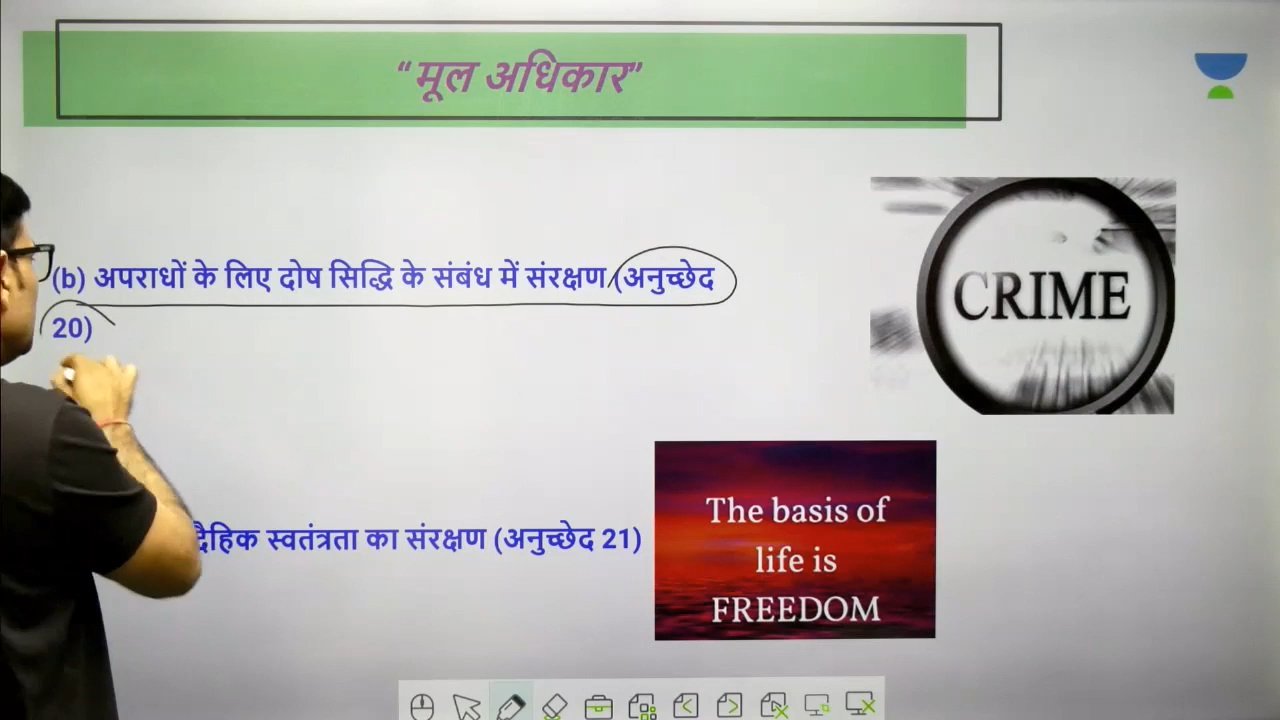 “मूल अधिकार”
(b) अपराधों के लिए दोष सिद्धि के संबंध में संरक्षण (अनुच्छेद
20)
CRIME
दैहिक स्वतंत्रता का संरक्षण (अनुच्छेद 21)
The basis of
life is
FREEDOM